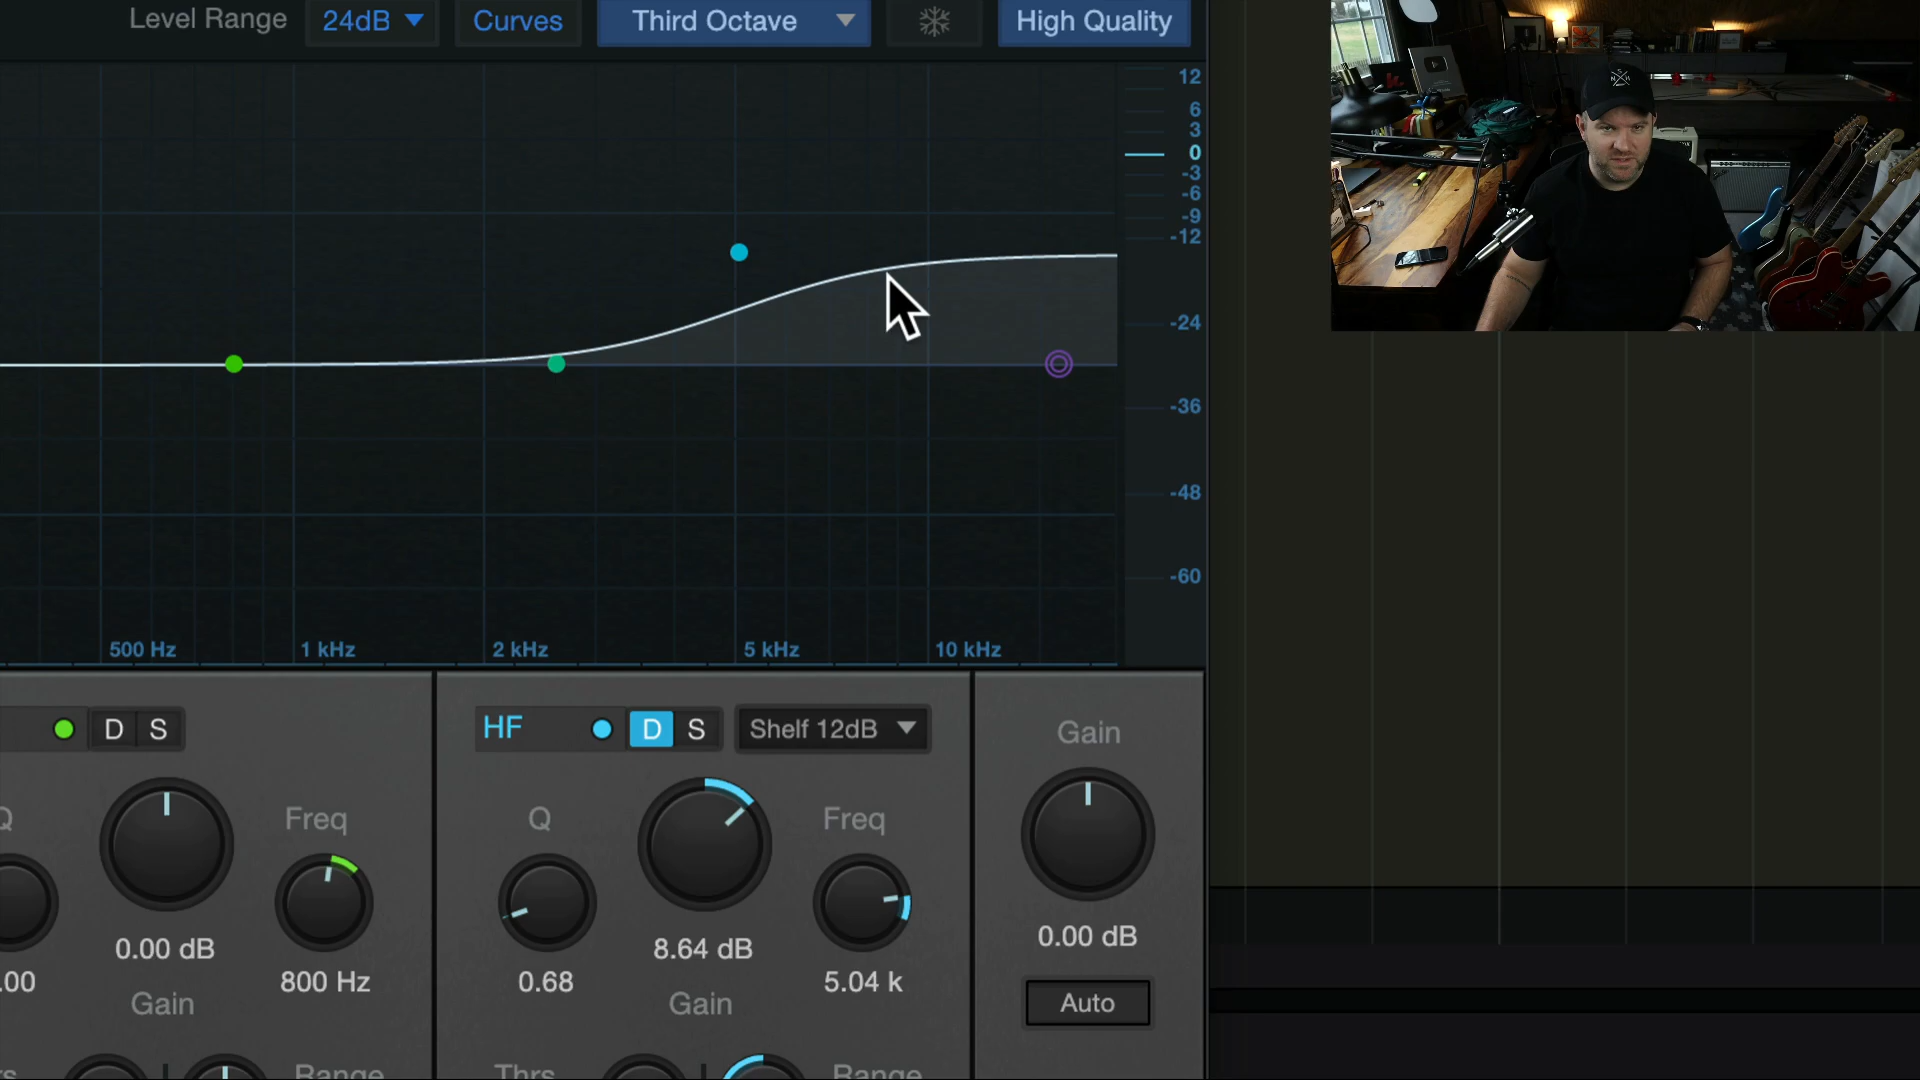 Level Range 24dB Curves Third Octave High Quality
12
6
3
0
-3
-6
-9
-12
-24
-36
-48
-60
500 Hz 1 kHz 2 kHz 5 kHz 10 kHz
D S HF D S Shelf 12dB Gain
Q Freq Q Freq
0.00 dB 8.64 dB 0.00 dB
.00 800 Hz 0.68 5.04 k
Gain Gain Auto
Range Thrs Range